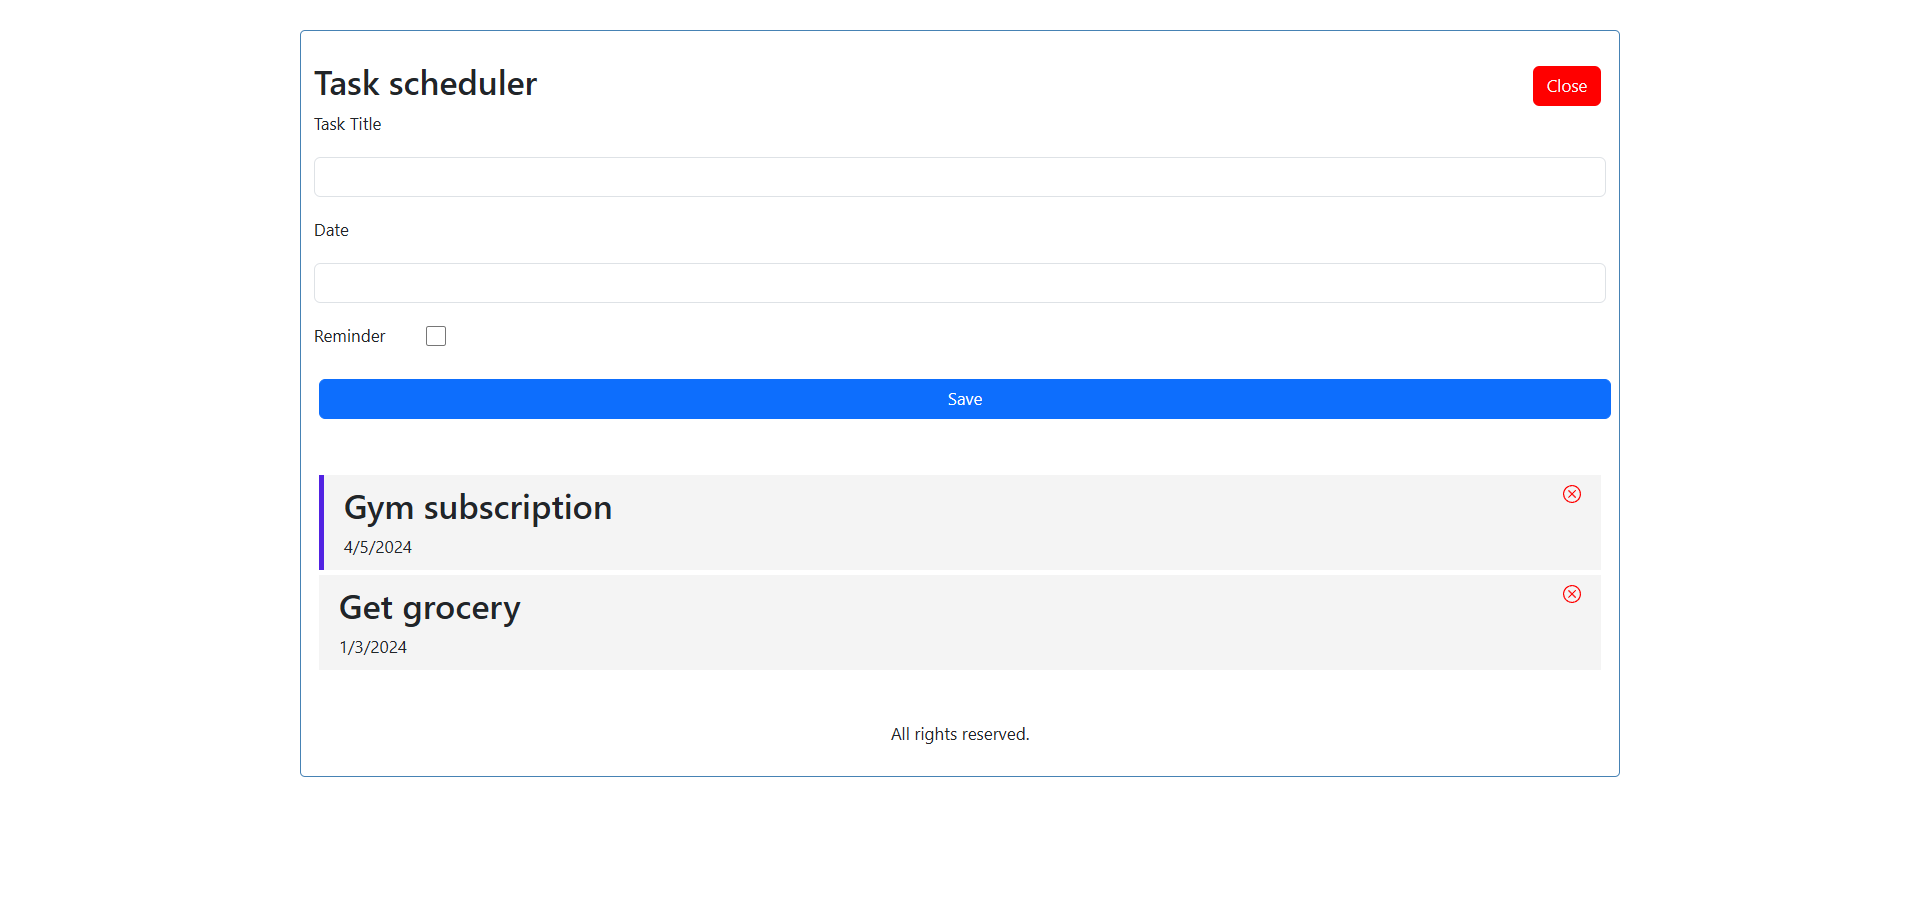 Task scheduler
Close
Task Title
Date
Reminder
Save
Gym subscription
4/5/2024
Get grocery
1/3/2024
All rights reserved.